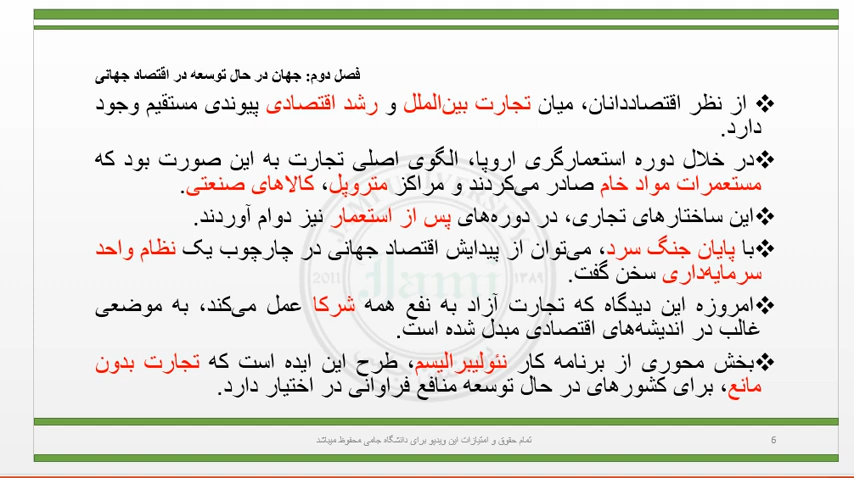 فصل دوم: جهان در حال توسعه در اقتصاد جهانی
❖ از نظر اقتصاددانان، میان تجارت بین‌الملل و رشد اقتصادی پیوندی مستقیم وجود
دارد.
❖در خلال دوره استعمارگری اروپا، الگوی اصلی تجارت به این صورت بود که
مستعمرات مواد خام صادر می‌کردند و مراکز متروپل، کالاهای صنعتی.
❖این ساختارهای تجاری، در دوره‌های پس از استعمار نیز دوام آوردند.
❖با پایان جنگ سرد، می‌توان از پیدایش اقتصاد جهانی در چارچوب یک نظام واحد
سرمایه‌داری سخن گفت.
❖امروزه این دیدگاه که تجارت آزاد به نفع همه شرکا عمل می‌کند، به موضعی
غالب در اندیشه‌های اقتصادی مبدل شده است.
❖بخش محوری از برنامه کار نئولیبرالیسم، طرح این ایده است که تجارت بدون
مانع، برای کشورهای در حال توسعه منافع فراوانی در اختیار دارد.
2011
۱۳۸۹
تمام حقوق و امتیازات این ویدیو برای دانشگاه جامی محفوظ میباشد
6